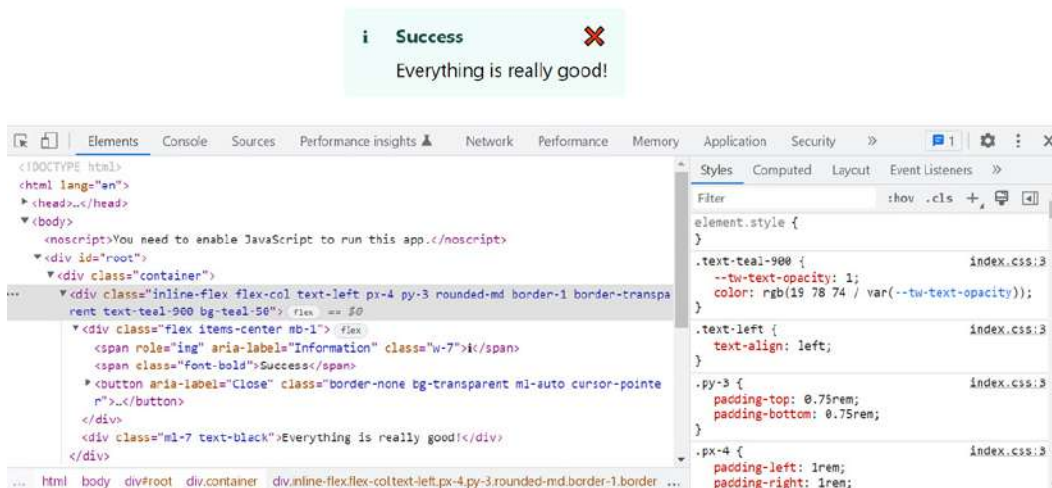 i Success ❌
Everything is really good!
Elements Console Sources Performance insights Network Performance Memory Application Security » 1
<!DOCTYPE html>
<html lang="en">
▶ <head>…</head>
▼ <body>
<noscript>You need to enable JavaScript to run this app.</noscript>
▼ <div id="root">
▼ <div class="container">
… ▼ <div class="inline-flex flex-col text-left px-4 py-3 rounded-md border-1 border-transpa
rent text-teal-900 bg-teal-50"> flex == $0
▼ <div class="flex items-center mb-1"> flex
<span role="img" aria-label="Information" class="w-7">ℹ</span>
<span class="font-bold">Success</span>
▶ <button aria-label="Close" class="border-none bg-transparent ml-auto cursor-pointe
r">…</button>
</div>
<div class="ml-7 text-black">Everything is really good!</div>
</div>
... html body div#root div.container div.inline-flex.flex-col.text-left.px-4.py-3.rounded-md.border-1.border ...
Styles Computed Layout Event Listeners »
Filter :hov .cls +
element.style {
}
.text-teal-900 { index.css:3
--tw-text-opacity: 1;
color: rgb(19 78 74 / var(--tw-text-opacity));
}
.text-left { index.css:3
text-align: left;
}
.py-3 { index.css:3
padding-top: 0.75rem;
padding-bottom: 0.75rem;
}
.px-4 { index.css:3
padding-left: 1rem;
padding-right: 1rem;